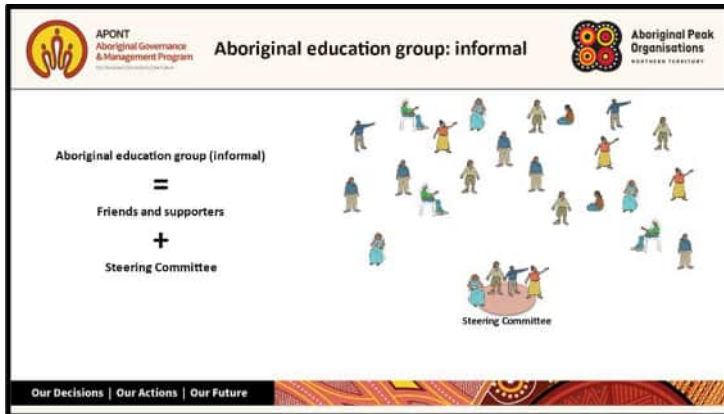 APONT
Aboriginal Governance
& Management Program
Aboriginal education group: informal
Aboriginal Peak
Organisations
NORTHERN TERRITORY
Aboriginal education group (informal)
=
Friends and supporters
+
Steering Committee
Steering Committee
Our Decisions | Our Actions | Our Future